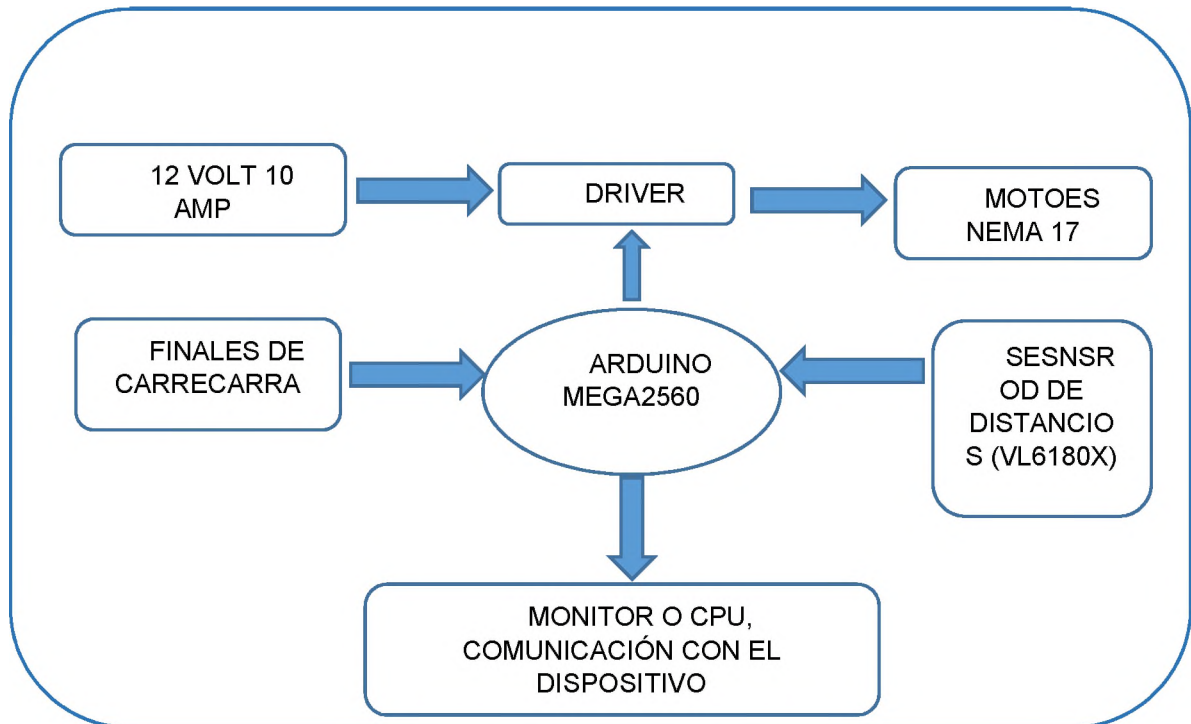 12 VOLT 10
AMP
DRIVER
MOTOES
NEMA 17
FINALES DE
CARRECARRA
ARDUINO
MEGA2560
SESNSR
OD DE
DISTANCIO
S (VL6180X)
MONITOR O CPU,
COMUNICACIÓN CON EL
DISPOSITIVO